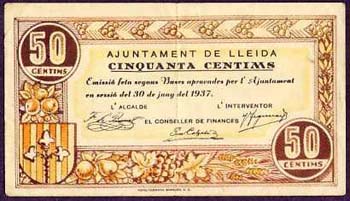 50
CENTIMS
AJUNTAMENT DE LLEIDA
CINQUANTA CENTIMS
Emissió feta segons Bases aprovades per l'Ajuntament
en sessió del 30 de juny del 1937.
L'ALCALDE
L'INTERVENTOR
EL CONSELLER DE FINANCES
50
CENTIMS